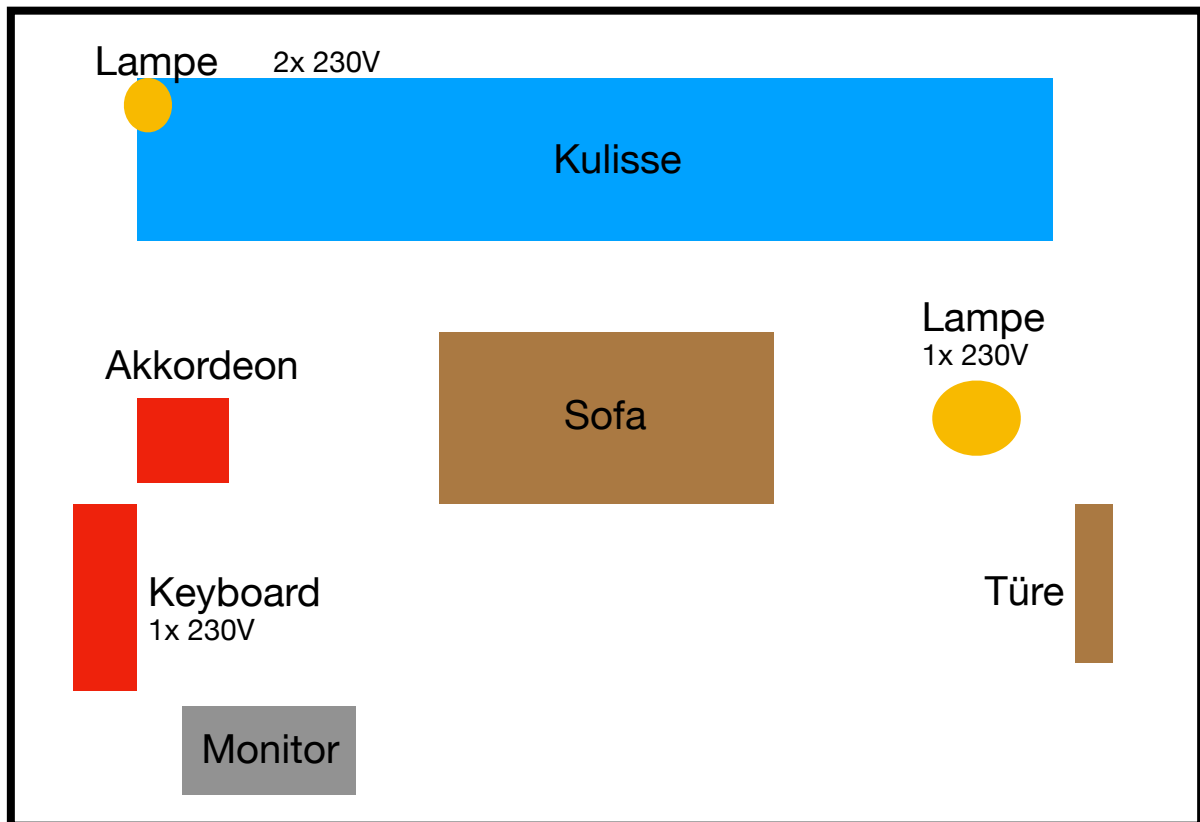 Lampe 2x 230V
Kulisse
Lampe
1x 230V
Akkordeon
Sofa
Keyboard
1x 230V
Türe
Monitor